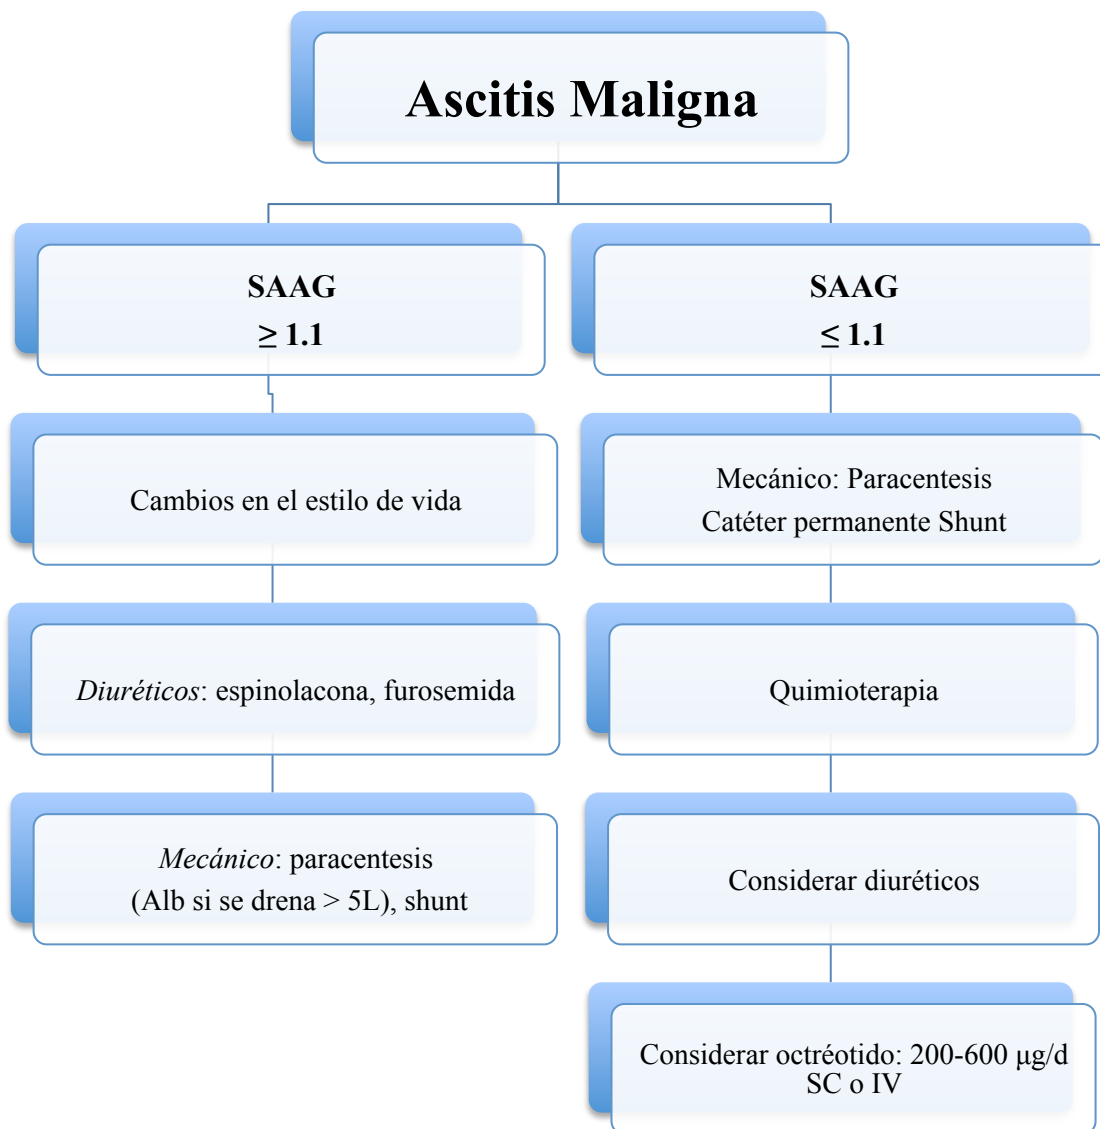 Ascitis Maligna
SAAG
≥ 1.1
SAAG
≤ 1.1
Cambios en el estilo de vida
Mecánico: Paracentesis
Catéter permanente Shunt
Diuréticos: espinolacona, furosemida
Quimioterapia
Mecánico: paracentesis
(Alb si se drena > 5L), shunt
Considerar diuréticos
Considerar octréotido: 200-600 μg/d
SC o IV